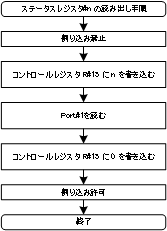 ステータスレジスタ#nの読み出し手順
割り込み禁止
コントロールレジスタR#15にnを書き込む
Port#1を読む
コントロールレジスタR#15に0を書き込む
割り込み許可
終了